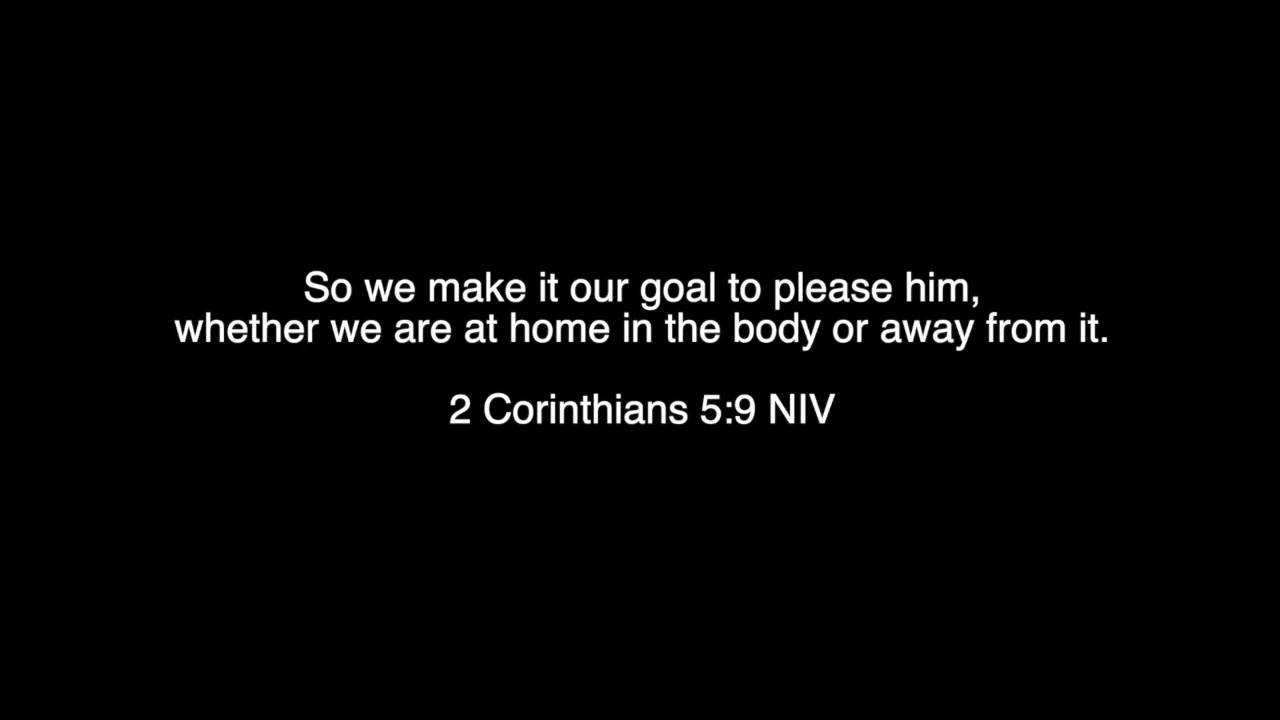 So we make it our goal to please him,
whether we are at home in the body or away from it.
2 Corinthians 5:9 NIV